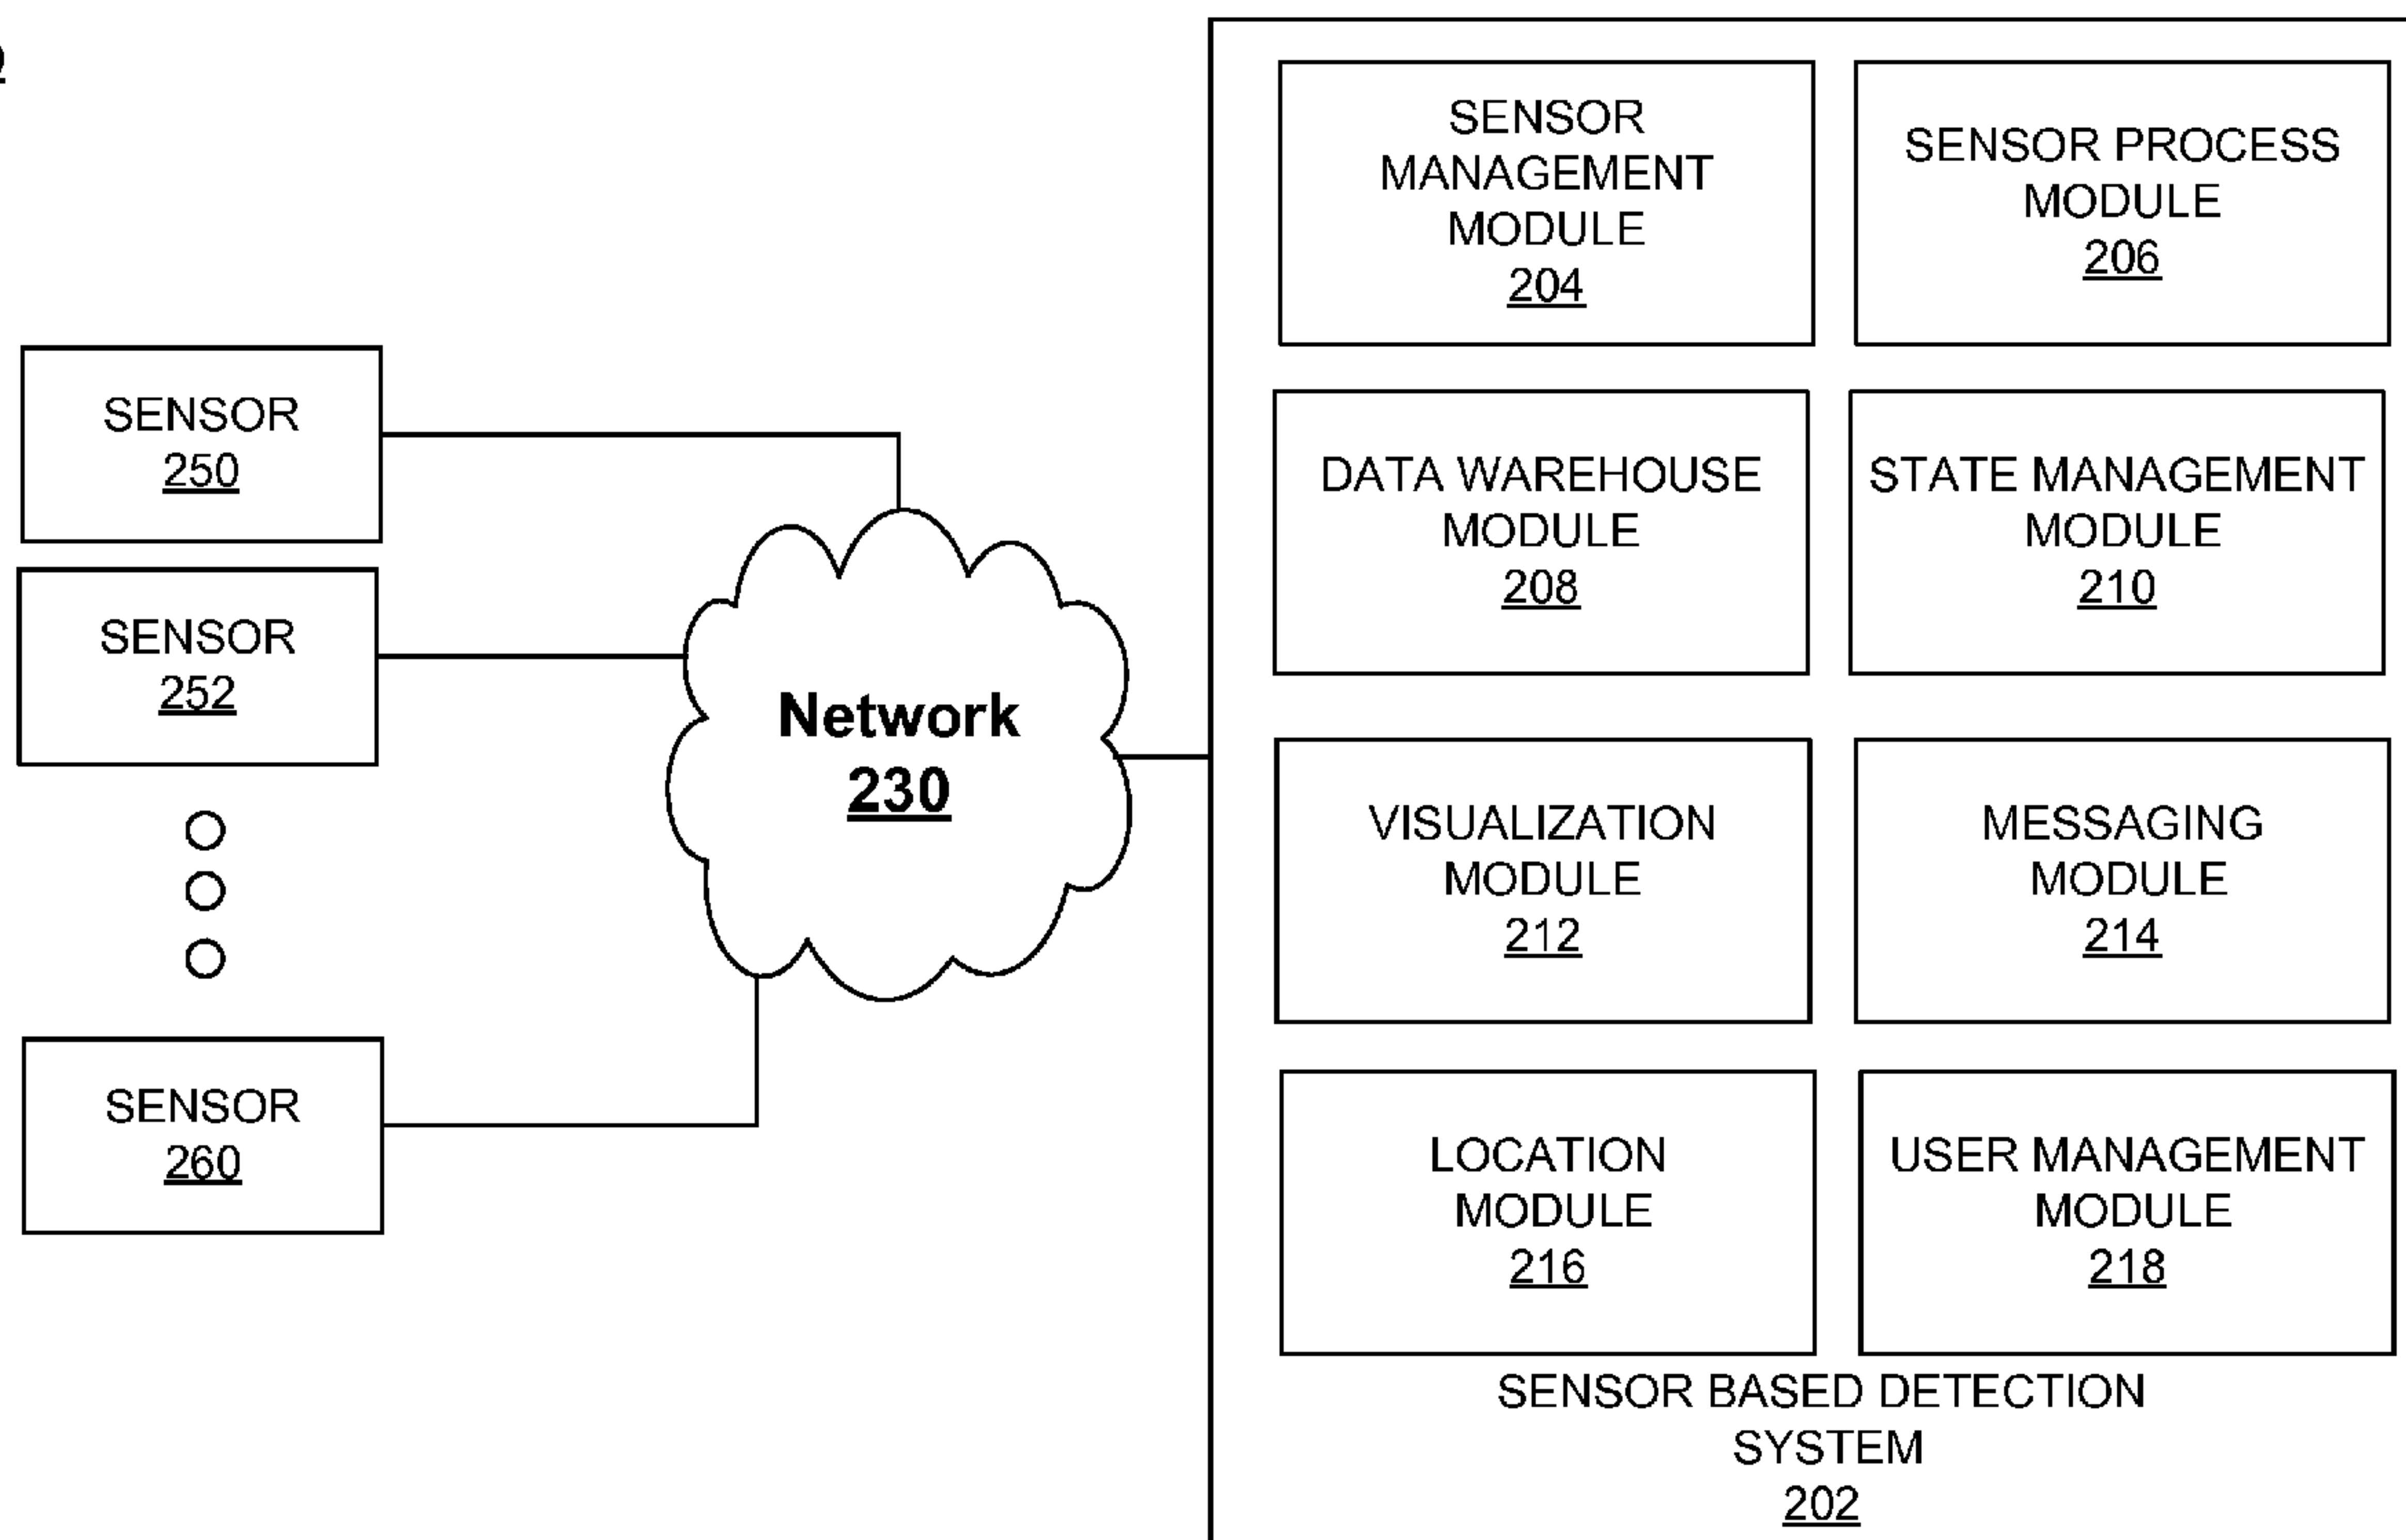 SENSOR
250
SENSOR
252
SENSOR
260
Network
230
SENSOR
MANAGEMENT
MODULE
204
SENSOR PROCESS
MODULE
206
DATA WAREHOUSE
MODULE
208
STATE MANAGEMENT
MODULE
210
VISUALIZATION
MODULE
212
MESSAGING
MODULE
214
LOCATION
MODULE
216
USER MANAGEMENT
MODULE
218
SENSOR BASED DETECTION
SYSTEM
202